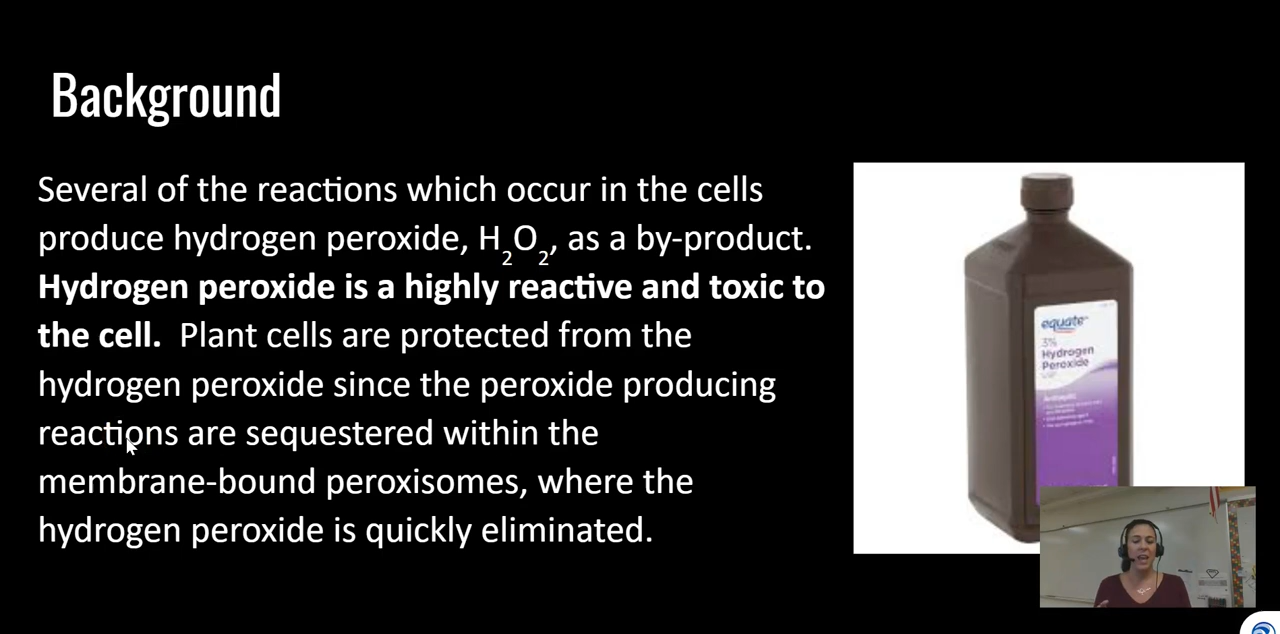 Background
Several of the reactions which occur in the cells
produce hydrogen peroxide, H₂O₂, as a by-product.
Hydrogen peroxide is a highly reactive and toxic to
the cell.  Plant cells are protected from the
hydrogen peroxide since the peroxide producing
reactions are sequestered within the
membrane-bound peroxisomes, where the
hydrogen peroxide is quickly eliminated.
equate
3%
Hydrogen
Peroxide